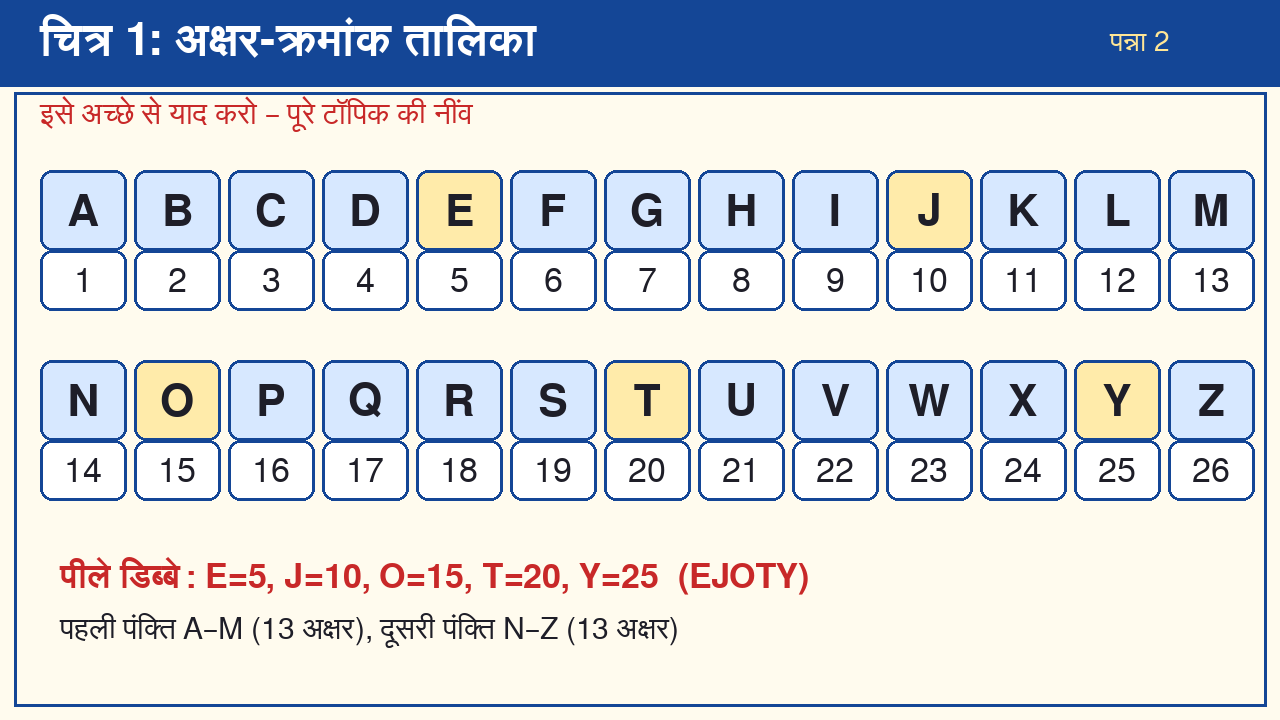 चित्र 1: अक्षर-क्रमांक तालिका
पन्ना 2
इसे अच्छे से याद करो – पूरे टॉपिक की नींव
A B C D E F G H I J K L M
1 2 3 4 5 6 7 8 9 10 11 12 13
N O P Q R S T U V W X Y Z
14 15 16 17 18 19 20 21 22 23 24 25 26
पीले डिब्बे : E=5, J=10, O=15, T=20, Y=25 (EJOTY)
पहली पंक्ति A–M (13 अक्षर), दूसरी पंक्ति N–Z (13 अक्षर)